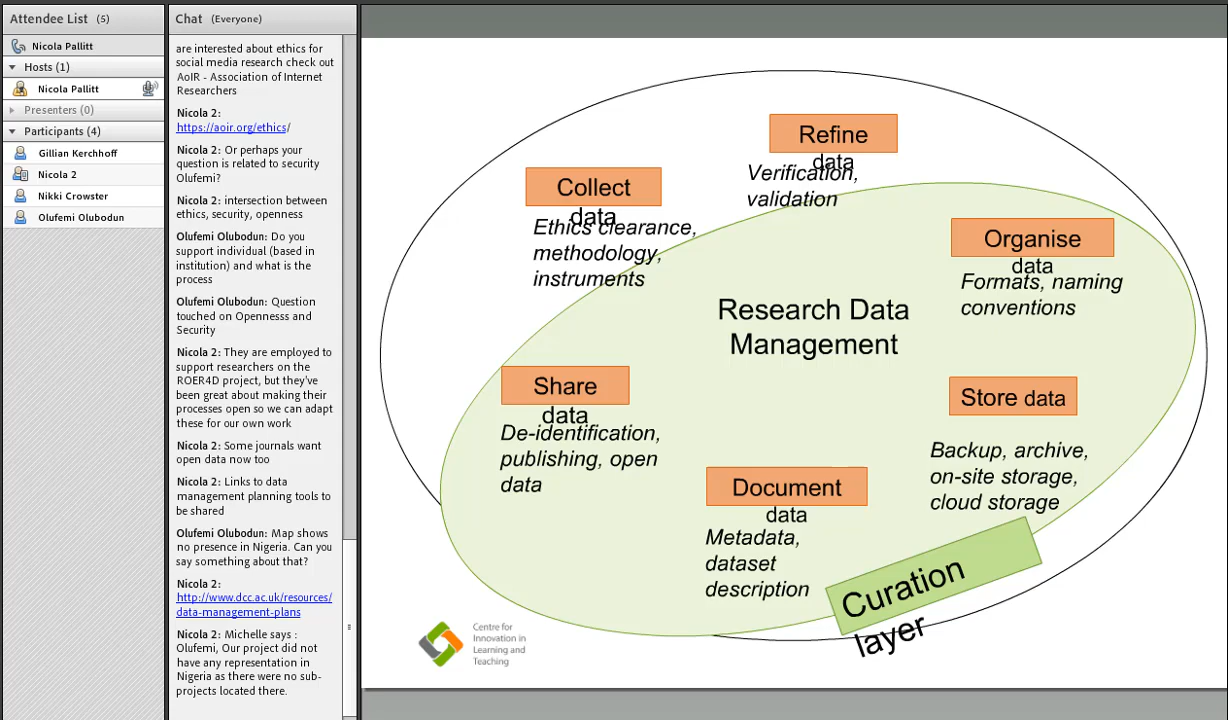 Attendee List (5)
Nicola Pallitt
Hosts (1)
Nicola Pallitt
Presenters (0)
Participants (4)
Gillian Kerchhoff
Nicola 2
Nikki Crowster
Olufemi Olubodun
Chat (Everyone)
are interested about ethics for
social media research check out
AoIR - Association of Internet
Researchers
Nicola 2:
https://aoir.org/ethics/
Nicola 2: Or perhaps your
question is related to security
Olufemi?
Nicola 2: intersection between
ethics, security, openness
Olufemi Olubodun: Do you
support individual (based in
institution) and what is the
process
Olufemi Olubodun: Question
touched on Opennesss and
Security
Nicola 2: They are employed to
support researchers on the
ROER4D project, but they've
been great about making their
processes open so we can adapt
these for our own work
Nicola 2: Some journals want
open data now too
Nicola 2: Links to data
management planning tools to
be shared
Olufemi Olubodun: Map shows
no presence in Nigeria. Can you
say something about that?
Nicola 2:
http://www.dcc.ac.uk/resources/
data-management-plans
Nicola 2: Michelle says :
Olufemi, Our project did not
have any representation in
Nigeria as there were no sub-
projects located there.
Refine
data
Verification,
validation
Collect
data
Ethics clearance,
methodology,
instruments
Organise
data
Formats, naming
conventions
Research Data
Management
Share
data
De-identification,
publishing, open
data
Store data
Backup, archive,
on-site storage,
cloud storage
Document
data
Metadata,
dataset
description
Curation
layer
Centre for
Innovation in
Learning and
Teaching